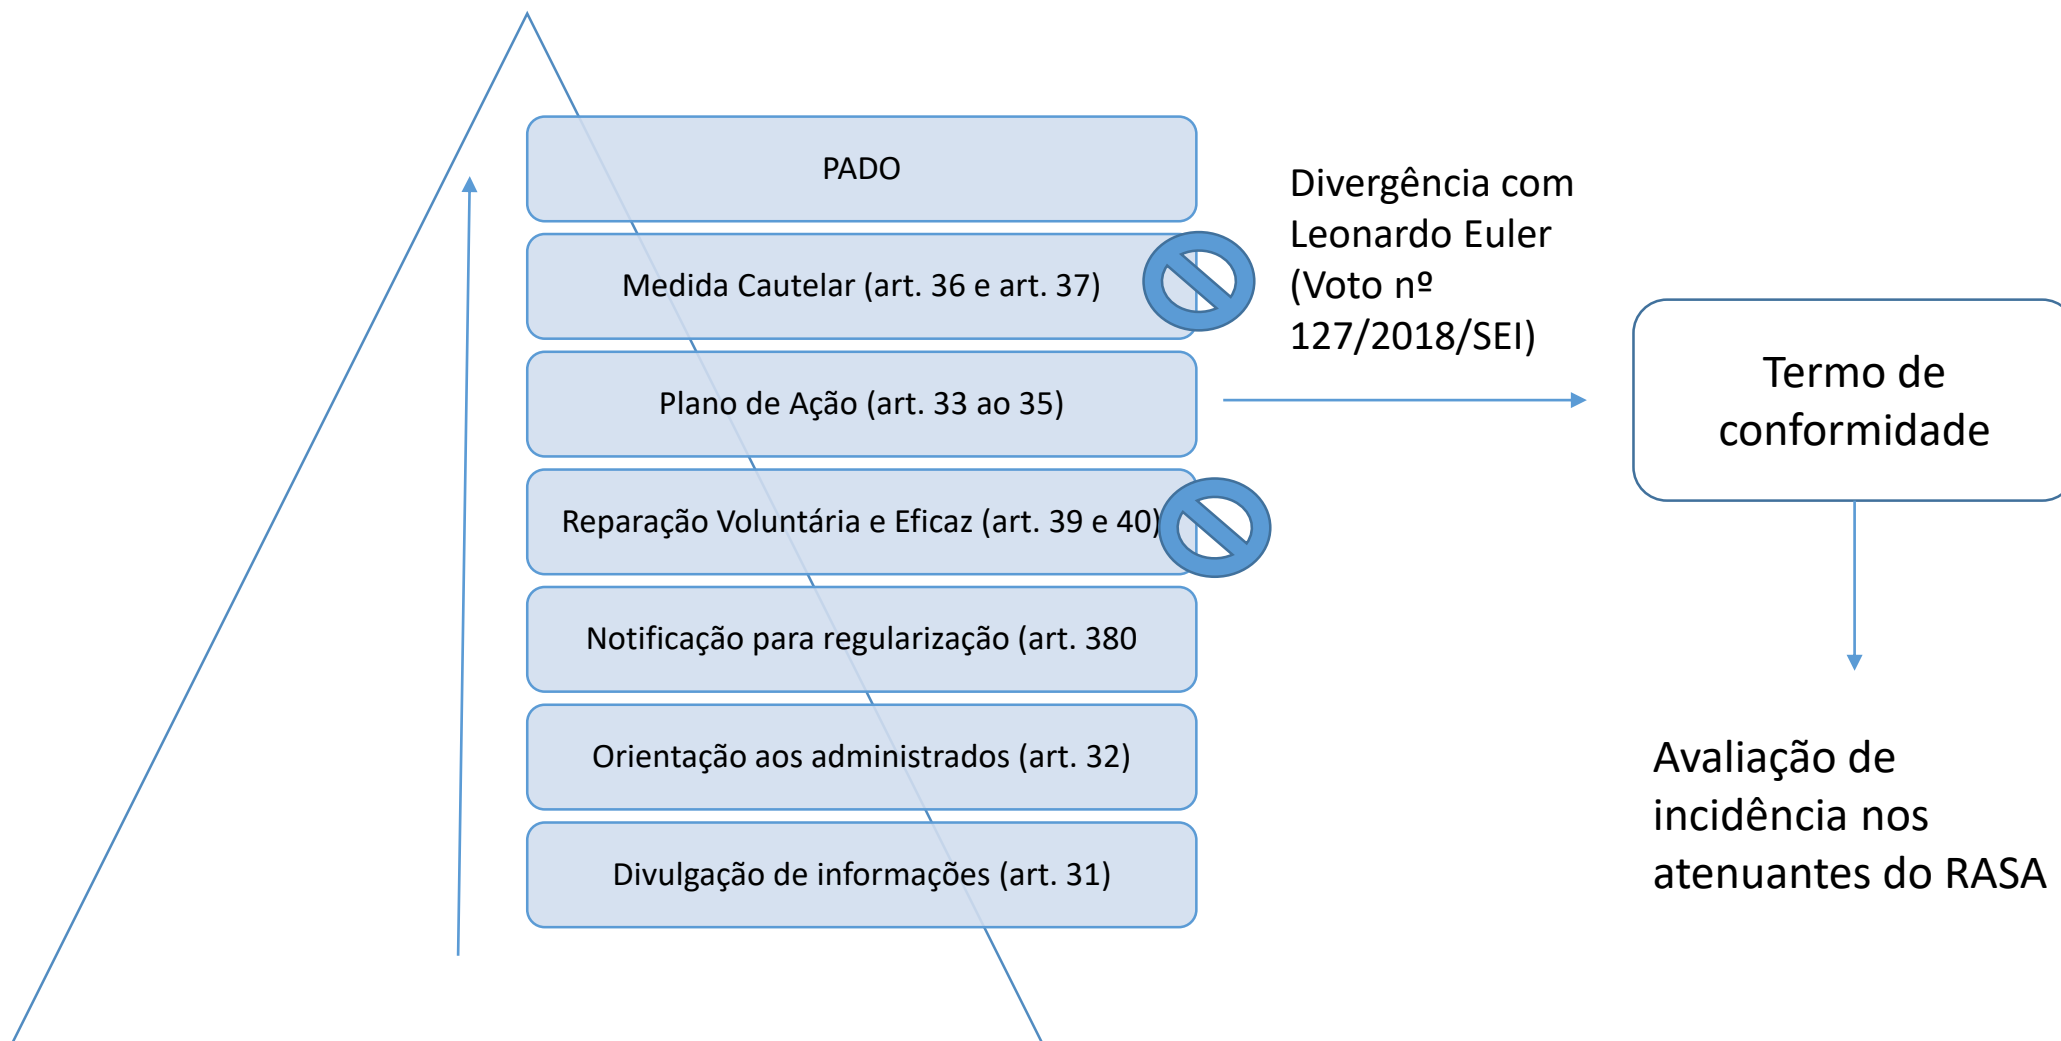 PADO
Medida Cautelar (art. 36 e art. 37)
Plano de Ação (art. 33 ao 35)
Reparação Voluntária e Eficaz (art. 39 e 40)
Notificação para regularização (art. 380
Orientação aos administrados (art. 32)
Divulgação de informações (art. 31)
Divergência com
Leonardo Euler
(Voto nº
127/2018/SEI)
Termo de
conformidade
Avaliação de
incidência nos
atenuantes do RASA